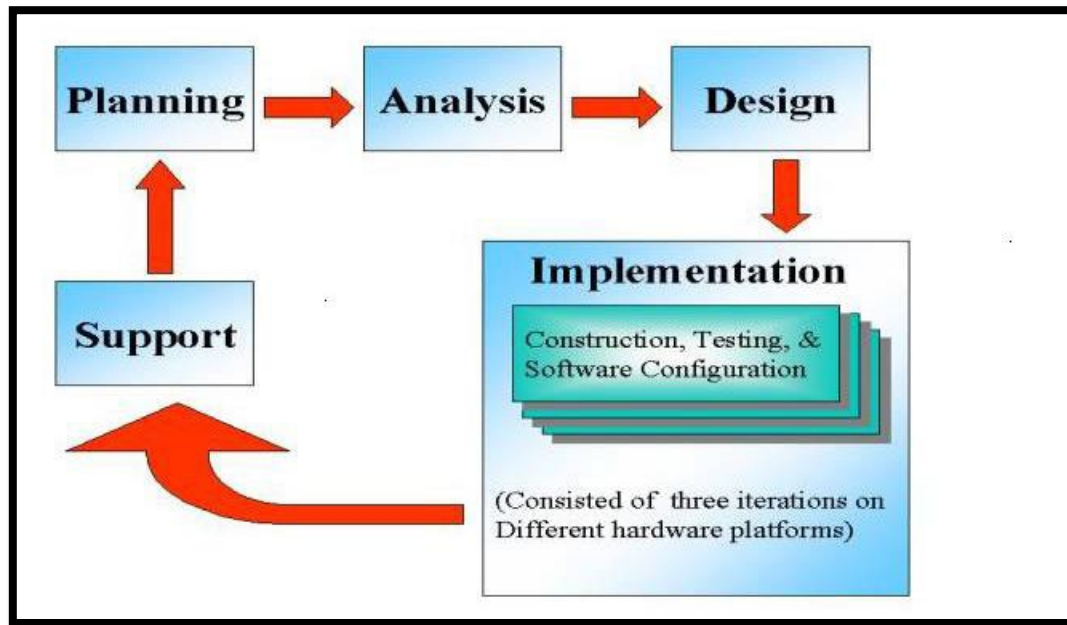 Planning
Analysis
Design
Implementation
Construction, Testing, &
Software Configuration
(Consisted of three iterations on
Different hardware platforms)
Support